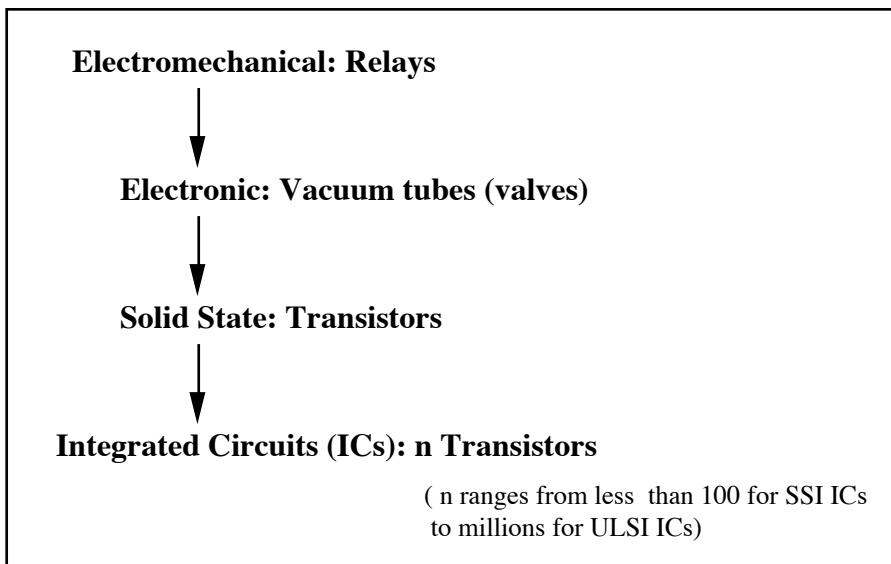 Electromechanical: Relays
Electronic: Vacuum tubes (valves)
Solid State: Transistors
Integrated Circuits (ICs): n Transistors
( n ranges from less than 100 for SSI ICs
to millions for ULSI ICs)